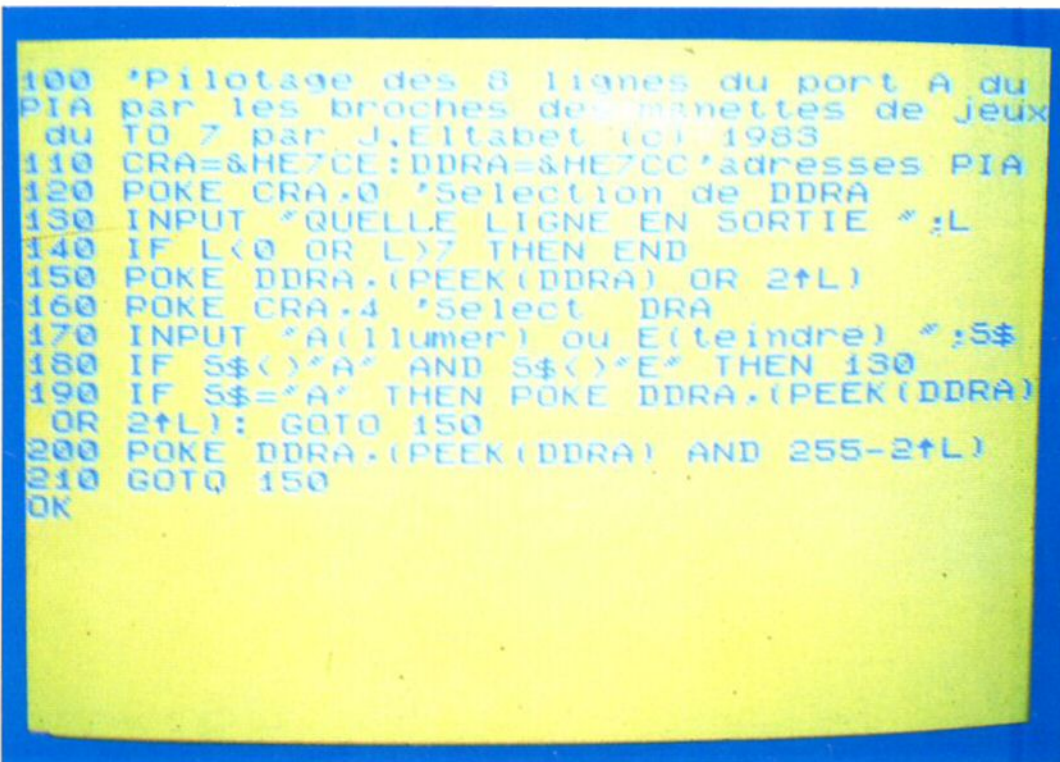 100 'Pilotage des 8 lignes du port A du
PIA par les broches des manettes de jeux
du TO 7 par J.Eltabet (c) 1983
110 CRA=&HE7CE:DDRA=&HE7CC'adresses PIA
120 POKE CRA,0 'Selection de DDRA
130 INPUT "QUELLE LIGNE EN SORTIE ";L
140 IF L<0 OR L>7 THEN END
150 POKE DDRA,(PEEK(DDRA) OR 2↑L)
160 POKE CRA,4 'Select  DRA
170 INPUT "A(llumer) ou E(teindre) ";S$
180 IF S$<>"A" AND S$<>"E" THEN 130
190 IF S$="A" THEN POKE DDRA,(PEEK(DDRA)
OR 2↑L): GOTO 150
200 POKE DDRA,(PEEK(DDRA) AND 255-2↑L)
210 GOTO 150
OK